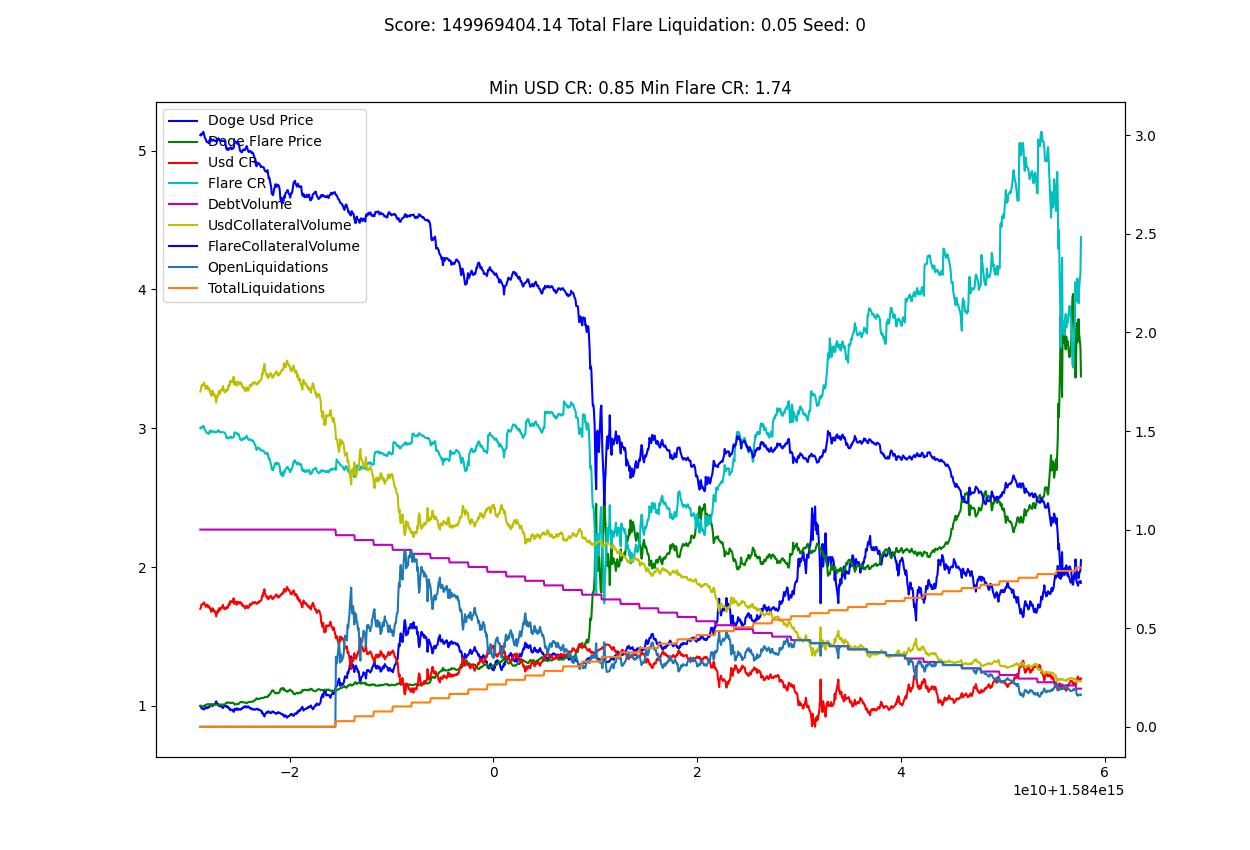 Score: 149969404.14 Total Flare Liquidation: 0.05 Seed: 0
Min USD CR: 0.85 Min Flare CR: 1.74
Doge Usd Price
Doge Flare Price
Usd CR
Flare CR
DebtVolume
UsdCollateralVolume
FlareCollateralVolume
OpenLiquidations
TotalLiquidations
5
4
3
2
1
3.0
2.5
2.0
1.5
1.0
0.5
0.0
−2 0 2 4 6
1e10+1.584e15